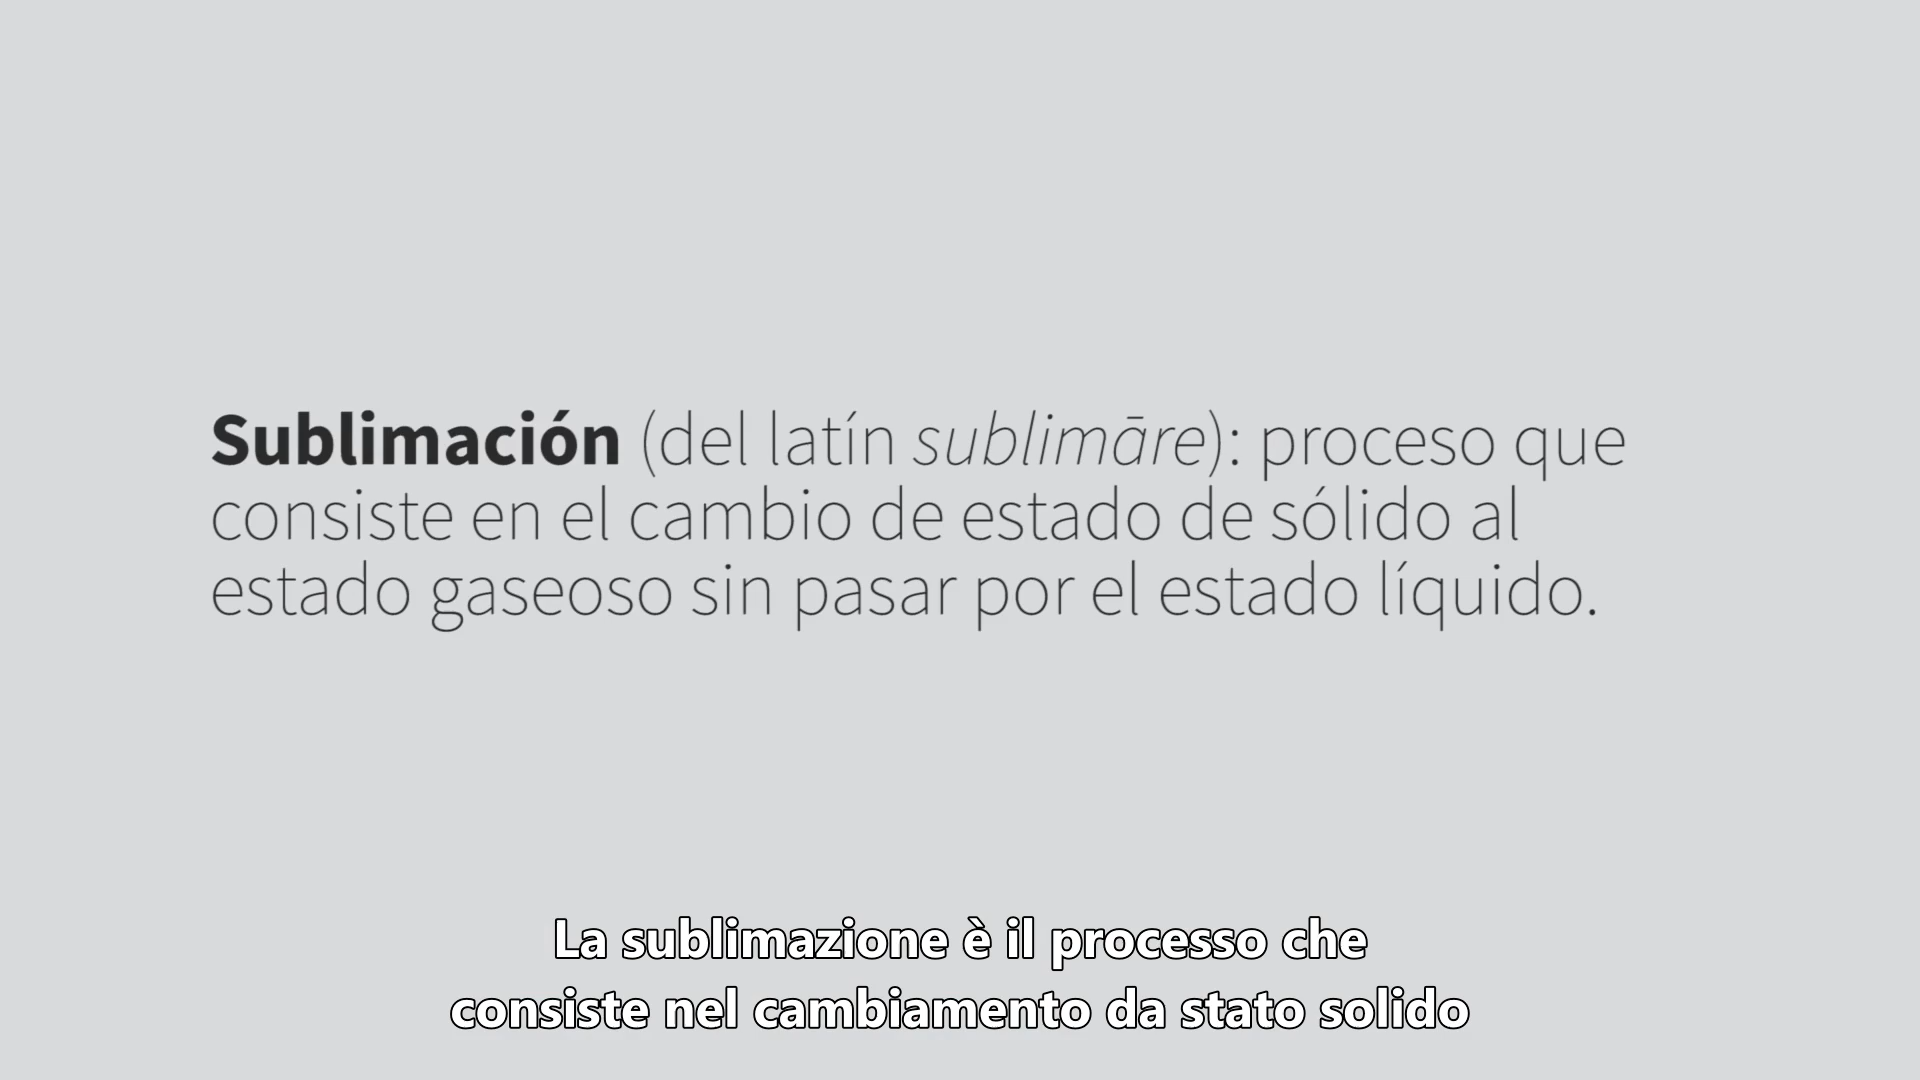 Sublimación (del latín sublimāre): proceso que
consiste en el cambio de estado de sólido al
estado gaseoso sin pasar por el estado líquido.
La sublimazione è il processo che
consiste nel cambiamento da stato solido